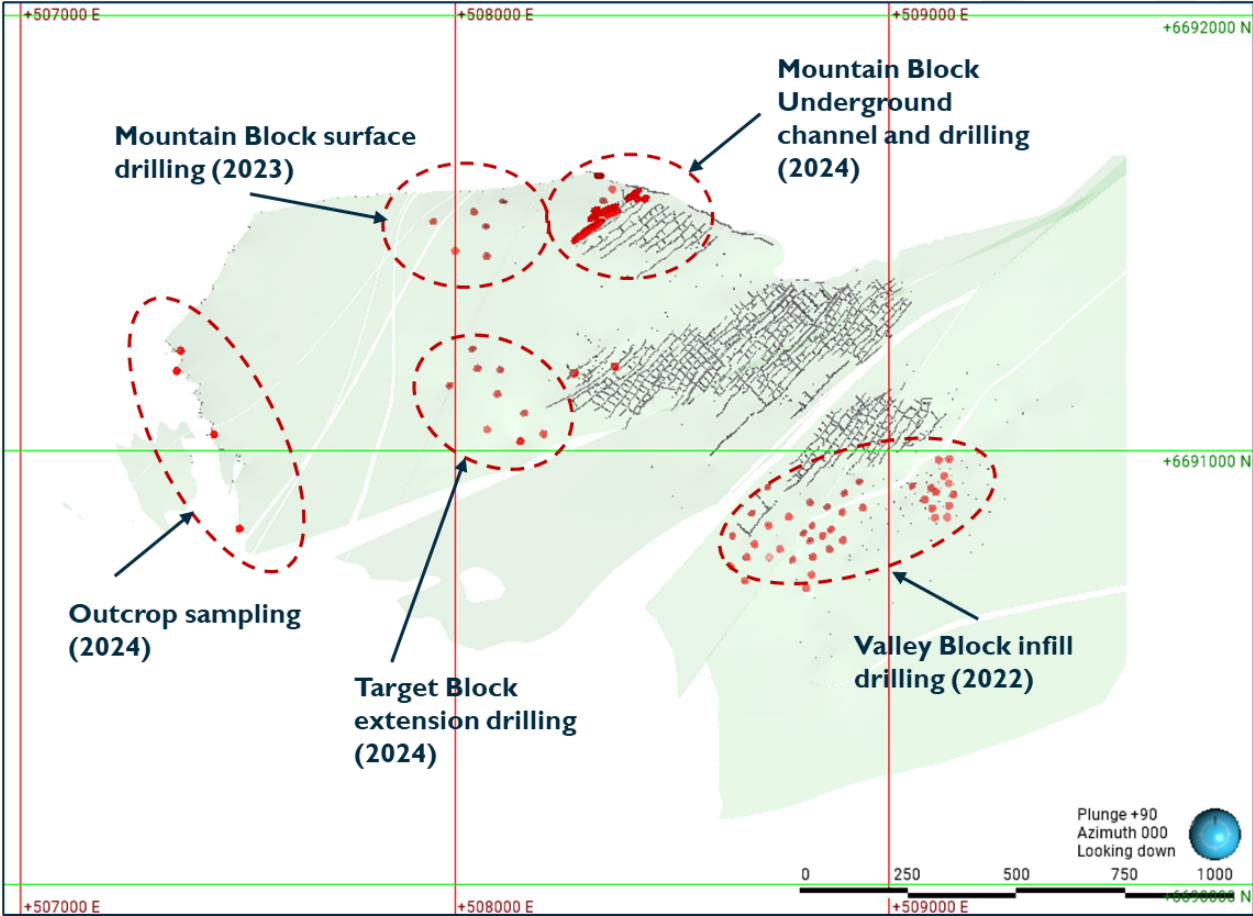 +507000 E
+508000 E
+509000 E
+6692000 N
Mountain Block
Underground
channel and drilling
(2024)
Mountain Block surface
drilling (2023)
+6691000 N
Outcrop sampling
(2024)
Valley Block infill
drilling (2022)
Target Block
extension drilling
(2024)
Plunge +90
Azimuth 000
Looking down
0 250 500 750 1000
+6690000 N
+507000 E
+508000 E
+509000 E